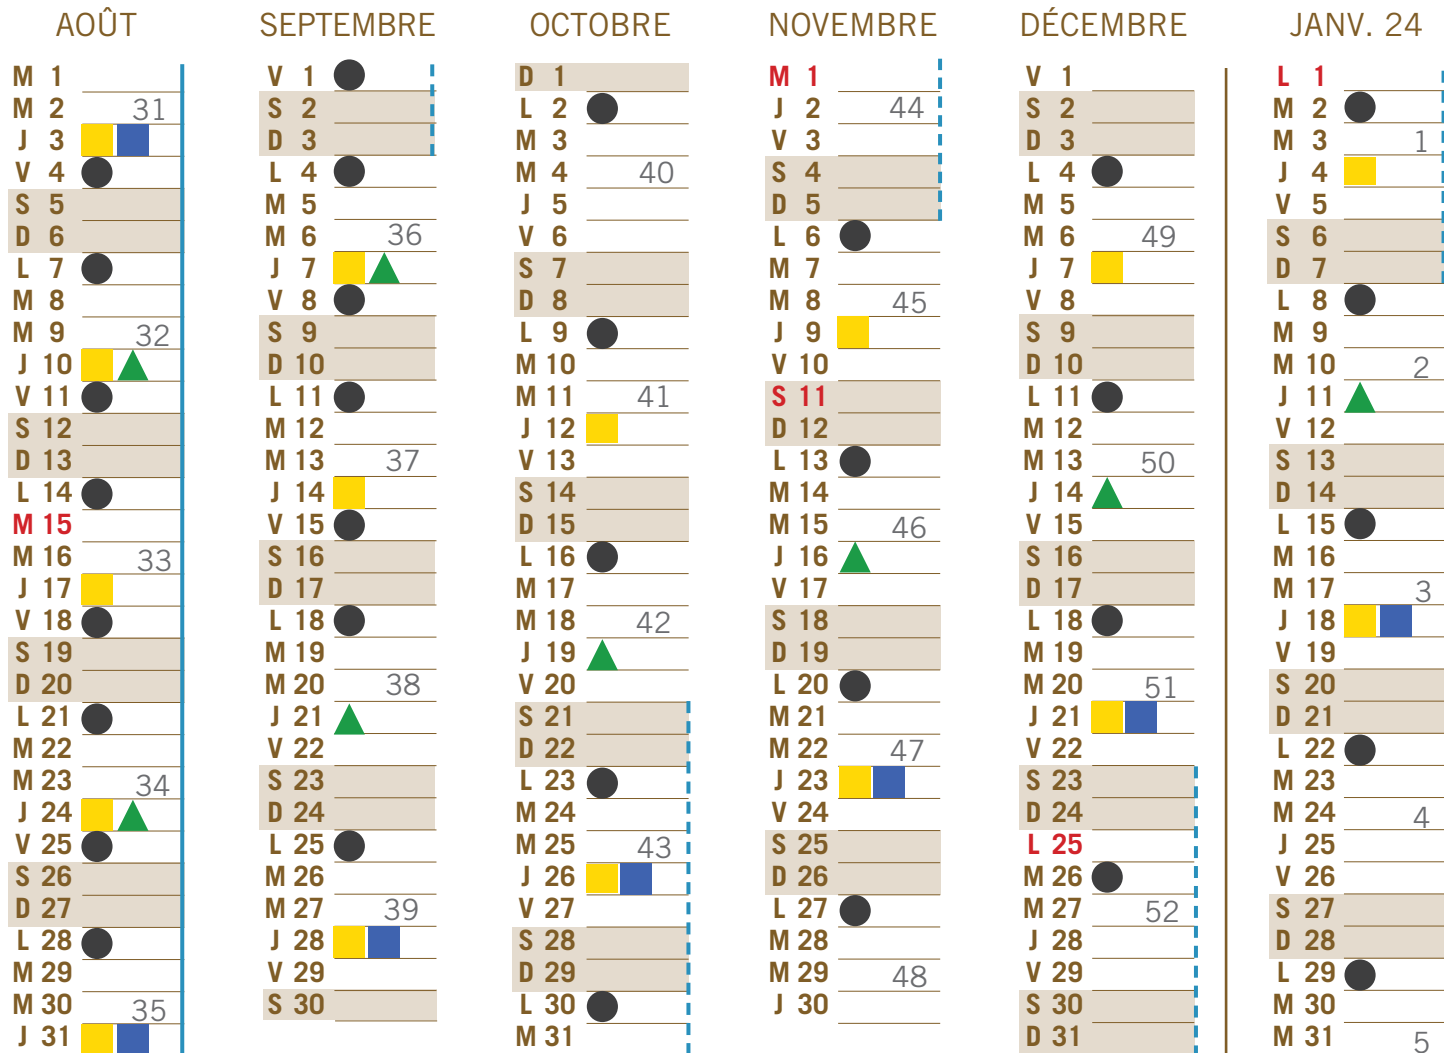 AOÛT
M 1
M 2 31
J 3
V 4
S 5
D 6
L 7
M 8
M 9 32
J 10
V 11
S 12
D 13
L 14
M 15
M 16 33
J 17
V 18
S 19
D 20
L 21
M 22
M 23 34
J 24
V 25
S 26
D 27
L 28
M 29
M 30 35
J 31
SEPTEMBRE
V 1
S 2
D 3
L 4
M 5
M 6 36
J 7
V 8
S 9
D 10
L 11
M 12
M 13 37
J 14
V 15
S 16
D 17
L 18
M 19
M 20 38
J 21
V 22
S 23
D 24
L 25
M 26
M 27 39
J 28
V 29
S 30
OCTOBRE
D 1
L 2
M 3
M 4 40
J 5
V 6
S 7
D 8
L 9
M 10
M 11 41
J 12
V 13
S 14
D 15
L 16
M 17
M 18 42
J 19
V 20
S 21
D 22
L 23
M 24
M 25 43
J 26
V 27
S 28
D 29
L 30
M 31
NOVEMBRE
M 1
J 2 44
V 3
S 4
D 5
L 6
M 7
M 8 45
J 9
V 10
S 11
D 12
L 13
M 14
M 15 46
J 16
V 17
S 18
D 19
L 20
M 21
M 22 47
J 23
V 24
S 25
D 26
L 27
M 28
M 29 48
J 30
DÉCEMBRE
V 1
S 2
D 3
L 4
M 5
M 6 49
J 7
V 8
S 9
D 10
L 11
M 12
M 13 50
J 14
V 15
S 16
D 17
L 18
M 19
M 20 51
J 21
V 22
S 23
D 24
L 25
M 26
M 27 52
J 28
V 29
S 30
D 31
JANV. 24
L 1
M 2
M 3 1
J 4
V 5
S 6
D 7
L 8
M 9
M 10 2
J 11
V 12
S 13
D 14
L 15
M 16
M 17 3
J 18
V 19
S 20
D 21
L 22
M 23
M 24 4
J 25
V 26
S 27
D 28
L 29
M 30
M 31 5